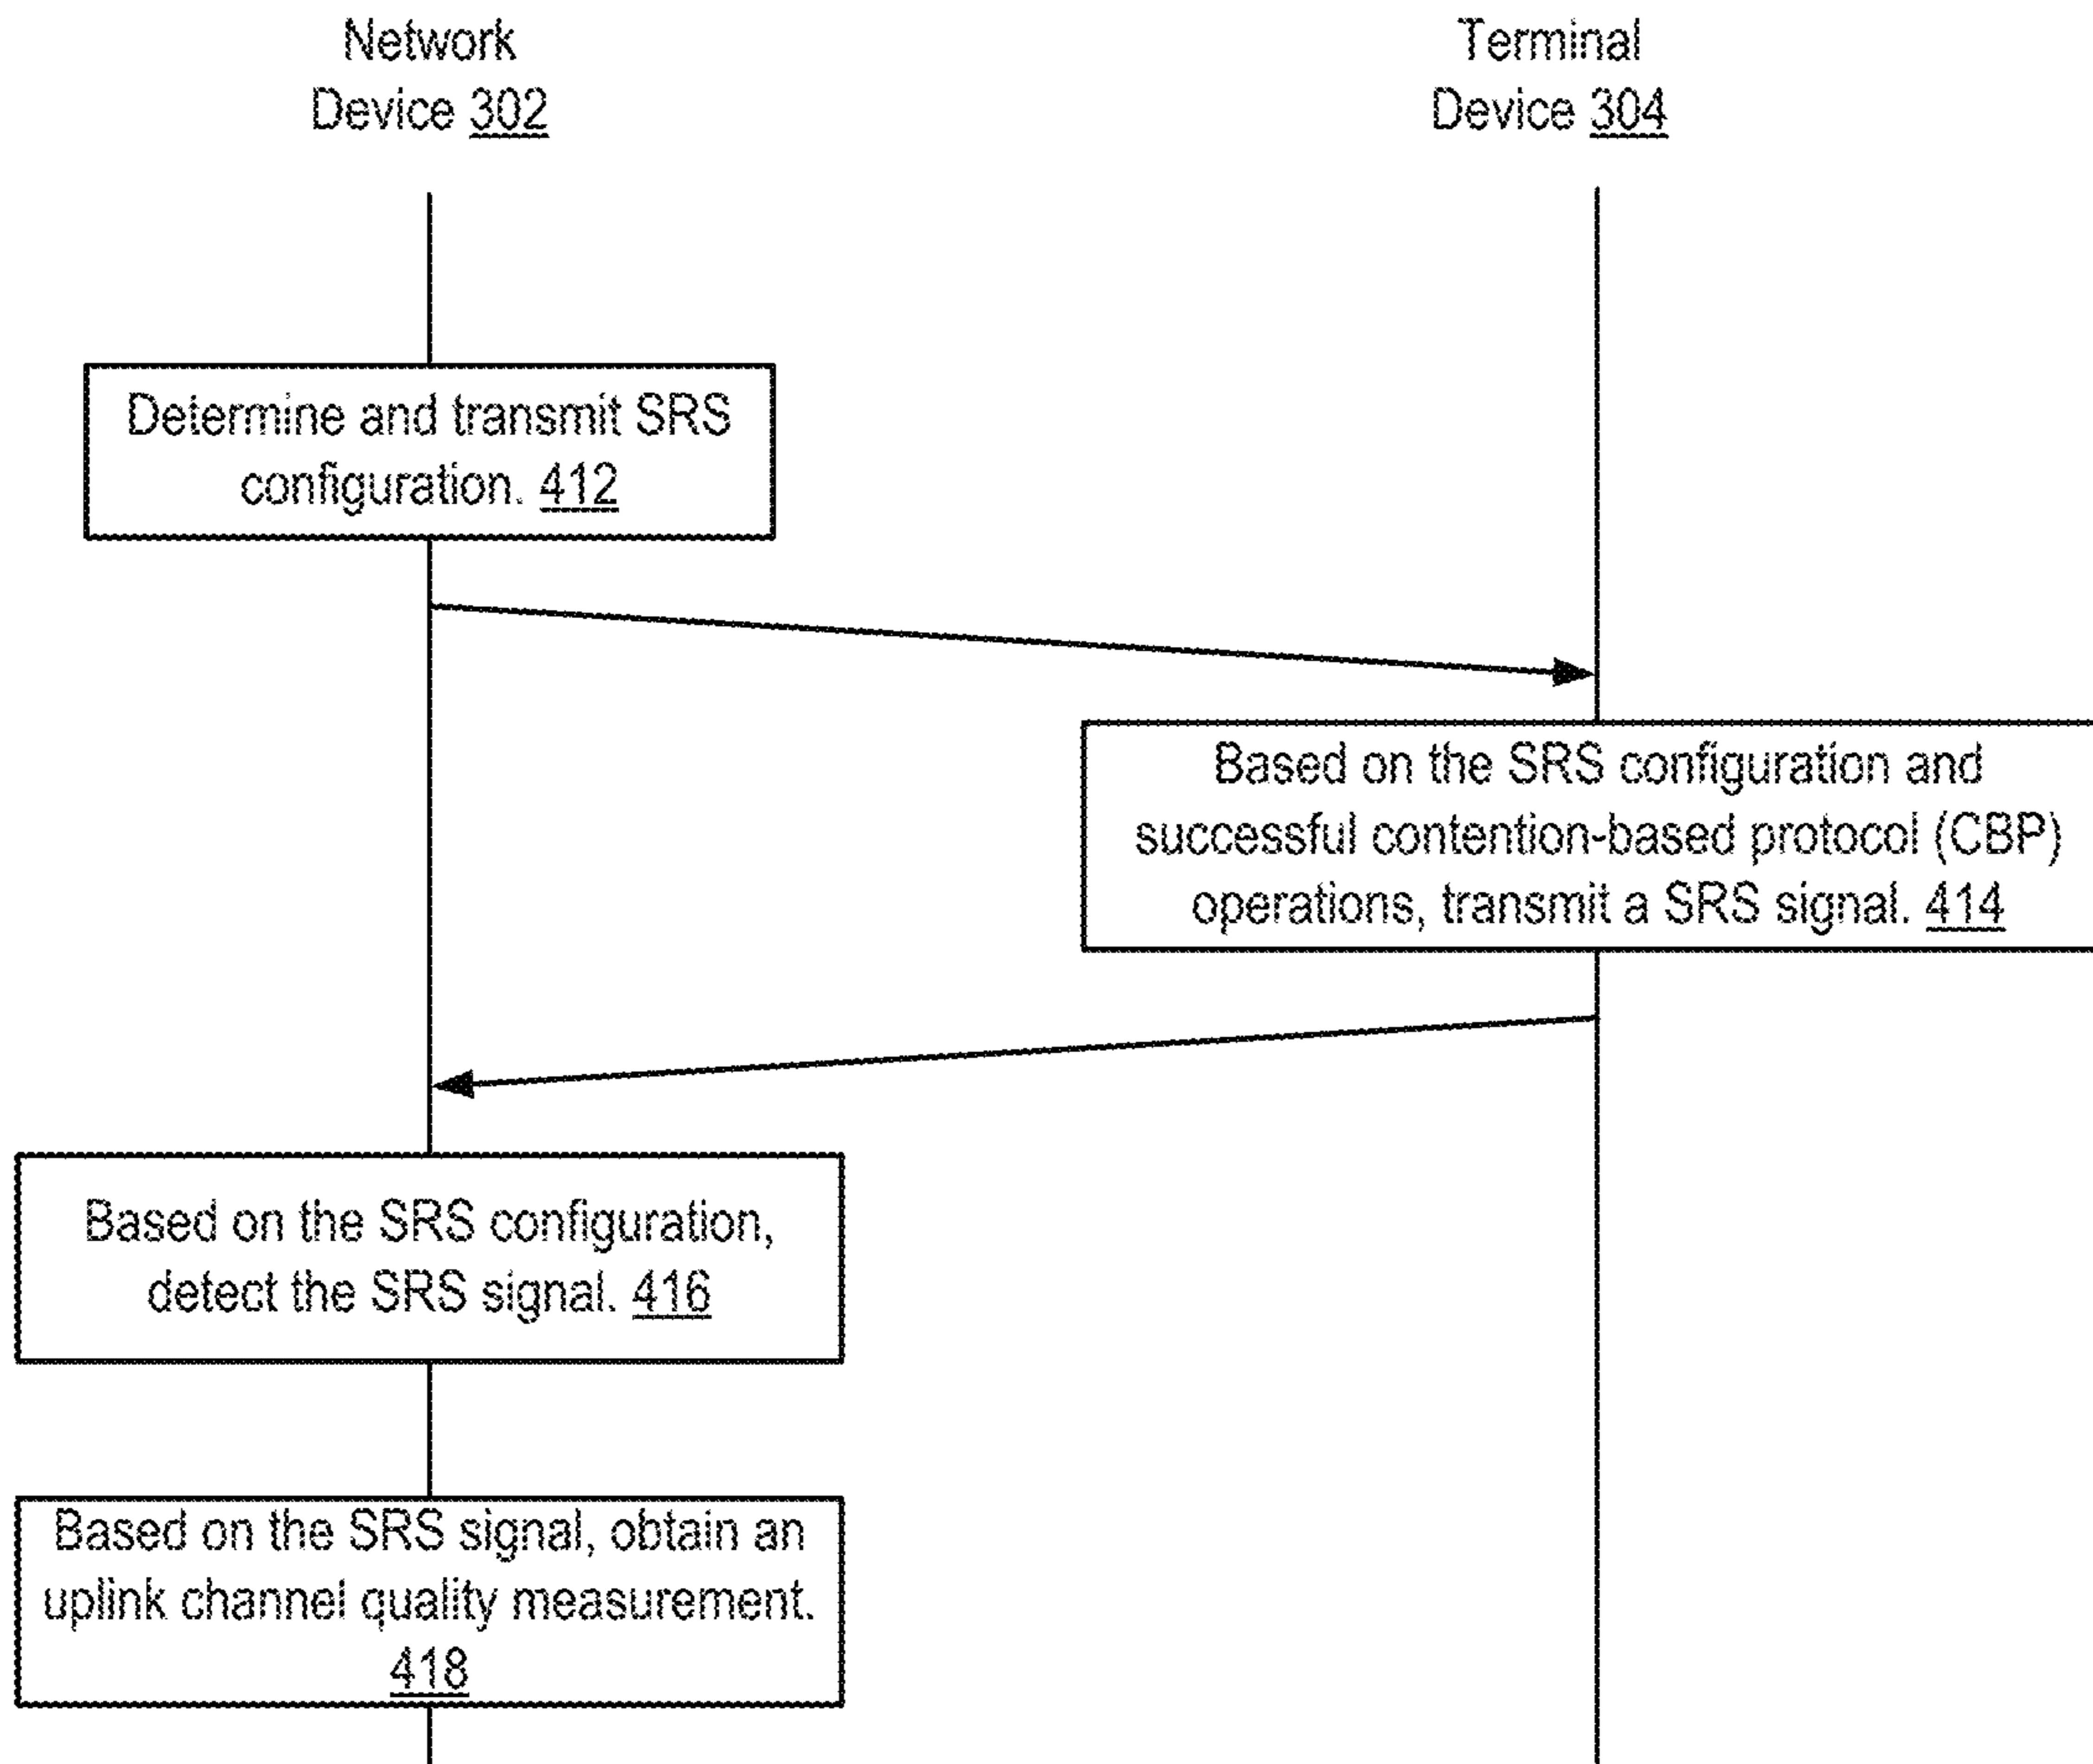 Network
Device 302
Terminal
Device 304
Determine and transmit SRS
configuration. 412
Based on the SRS configuration and
successful contention-based protocol (CBP)
operations, transmit a SRS signal. 414
Based on the SRS configuration,
detect the SRS signal. 416
Based on the SRS signal, obtain an
uplink channel quality measurement.
418